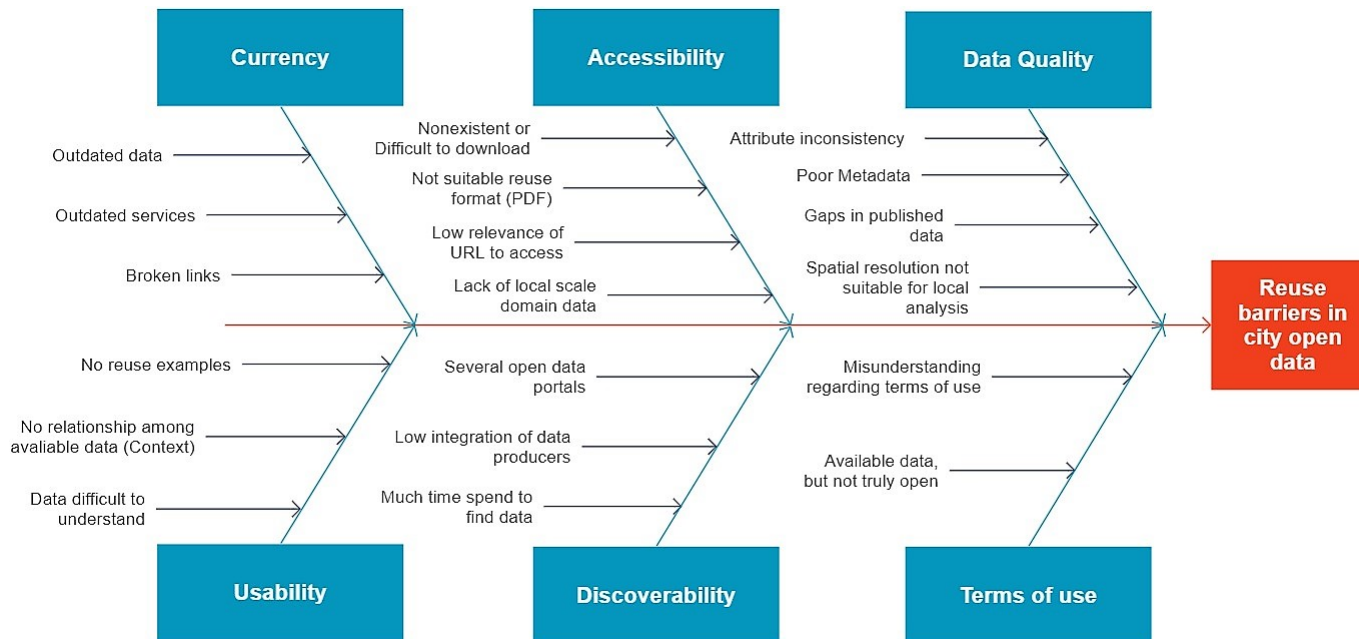 Currency
Accessibility
Data Quality
Outdated data
Outdated services
Broken links
Nonexistent or
Difficult to download
Not suitable reuse
format (PDF)
Low relevance of
URL to access
Lack of local scale
domain data
Attribute inconsistency
Poor Metadata
Gaps in published
data
Spatial resolution not
suitable for local
analysis
Reuse
barriers in
city open
data
No reuse examples
No relationship among
avaliable data (Context)
Data difficult to
understand
Several open data
portals
Low integration of data
producers
Much time spend to
find data
Misunderstanding
regarding terms of use
Available data,
but not truly open
Usability
Discoverability
Terms of use